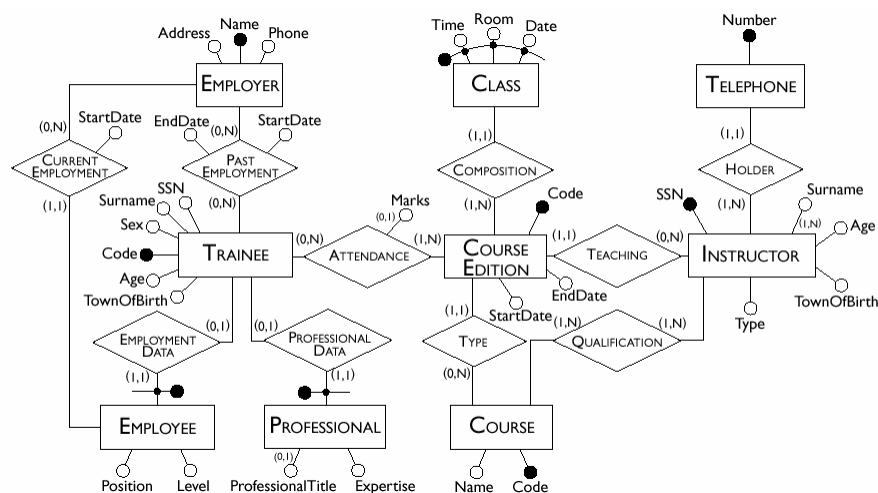 Name
Address
Phone
EMPLOYER
Time
Room
Date
CLASS
Number
TELEPHONE
(0,N)
StartDate
EndDate
(0,N)
StartDate
CURRENT
EMPLOYMENT
PAST
EMPLOYMENT
(1,1)
COMPOSITION
(1,1)
HOLDER
(1,1)
(0,N)
(1,N)
(1,N)
Surname
SSN
Sex
Code
Age
TownOfBirth
TRAINEE
(0,N)
Marks
(0,1)
ATTENDANCE
(1,N)
Code
COURSE
EDITION
(1,1)
TEACHING
(0,N)
SSN
Surname
(1,N)
Age
INSTRUCTOR
TownOfBirth
Type
EndDate
StartDate
EMPLOYMENT
DATA
(0,1)
(0,1)
PROFESSIONAL
DATA
(1,1)
TYPE
(1,N)
QUALIFICATION
(1,N)
(1,1)
(1,1)
(0,N)
EMPLOYEE
PROFESSIONAL
COURSE
Position
Level
(0,1)
ProfessionalTitle
Expertise
Name
Code